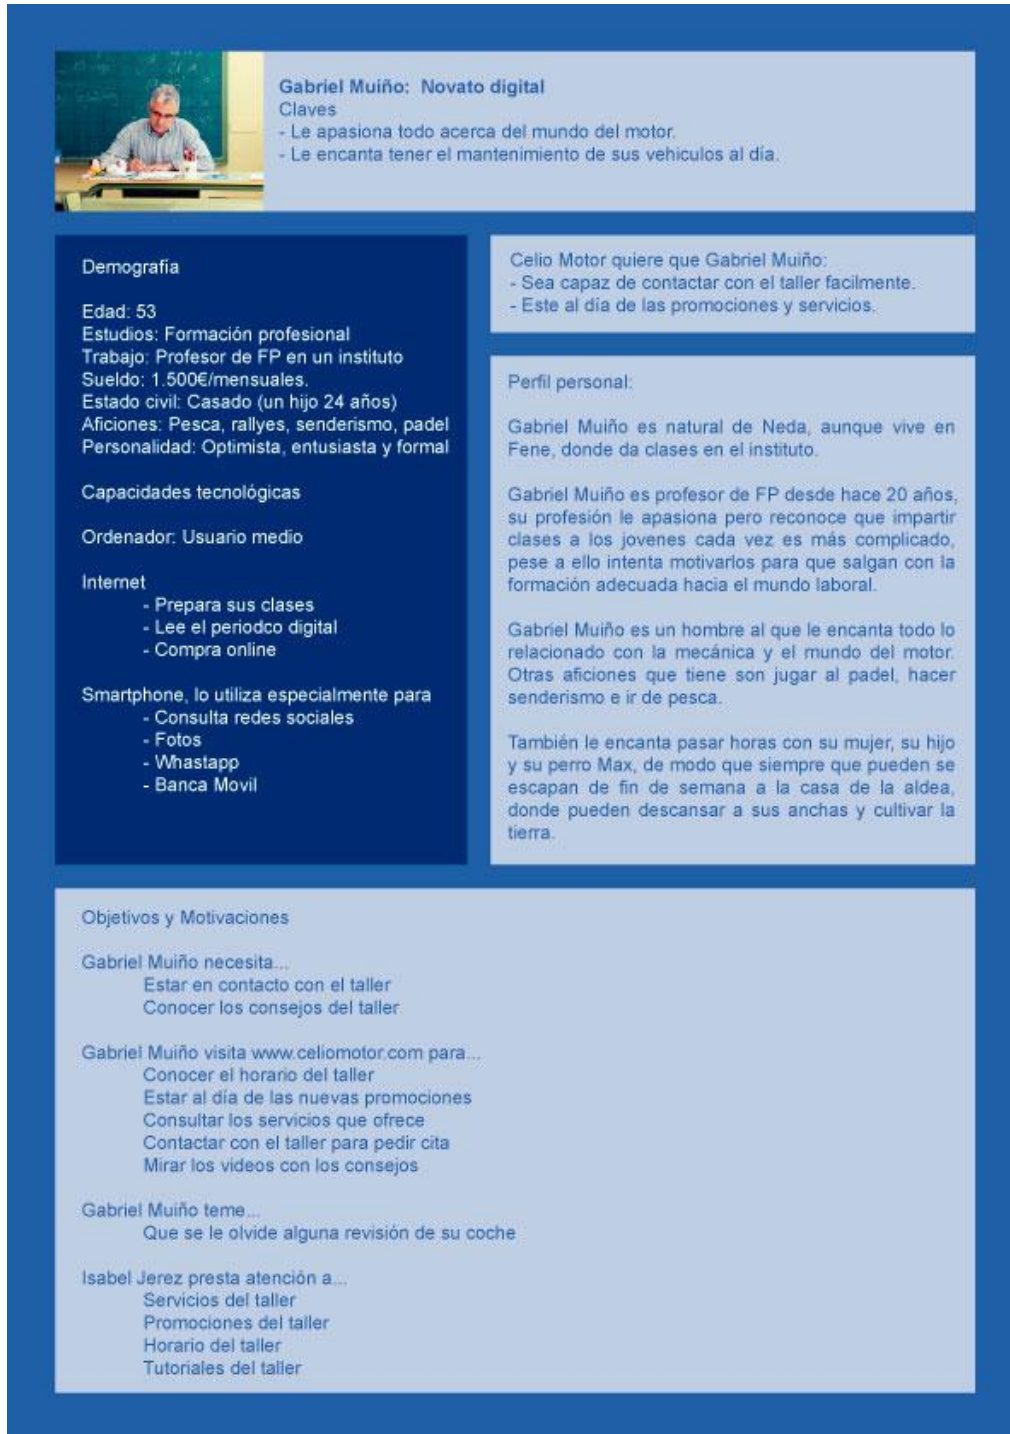 Gabriel Muiño:  Novato digital
Claves
- Le apasiona todo acerca del mundo del motor.
- Le encanta tener el mantenimiento de sus vehiculos al día.
Demografía
Edad: 53
Estudios: Formación profesional
Trabajo: Profesor de FP en un instituto
Sueldo: 1.500€/mensuales.
Estado civil: Casado (un hijo 24 años)
Aficiones: Pesca, rallyes, senderismo, padel
Personalidad: Optimista, entusiasta y formal
Capacidades tecnológicas
Ordenador: Usuario medio
Internet
- Prepara sus clases
- Lee el periodco digital
- Compra online
Smartphone, lo utiliza especialmente para
- Consulta redes sociales
- Fotos
- Whastapp
- Banca Movil
Celio Motor quiere que Gabriel Muiño:
- Sea capaz de contactar con el taller facilmente.
- Este al día de las promociones y servicios.
Perfil personal:
Gabriel Muiño es natural de Neda, aunque vive en
Fene, donde da clases en el instituto.
Gabriel Muiño es profesor de FP desde hace 20 años,
su profesión le apasiona pero reconoce que impartir
clases a los jovenes cada vez es más complicado,
pese a ello intenta motivarlos para que salgan con la
formación adecuada hacia el mundo laboral.
Gabriel Muiño es un hombre al que le encanta todo lo
relacionado con la mecánica y el mundo del motor.
Otras aficiones que tiene son jugar al padel, hacer
senderismo e ir de pesca.
También le encanta pasar horas con su mujer, su hijo
y su perro Max, de modo que siempre que pueden se
escapan de fin de semana a la casa de la aldea,
donde pueden descansar a sus anchas y cultivar la
tierra.
Objetivos y Motivaciones
Gabriel Muiño necesita...
Estar en contacto con el taller
Conocer los consejos del taller
Gabriel Muiño visita www.celiomotor.com para...
Conocer el horario del taller
Estar al día de las nuevas promociones
Consultar los servicios que ofrece
Contactar con el taller para pedir cita
Mirar los videos con los consejos
Gabriel Muiño teme...
Que se le olvide alguna revisión de su coche
Isabel Jerez presta atención a...
Servicios del taller
Promociones del taller
Horario del taller
Tutoriales del taller